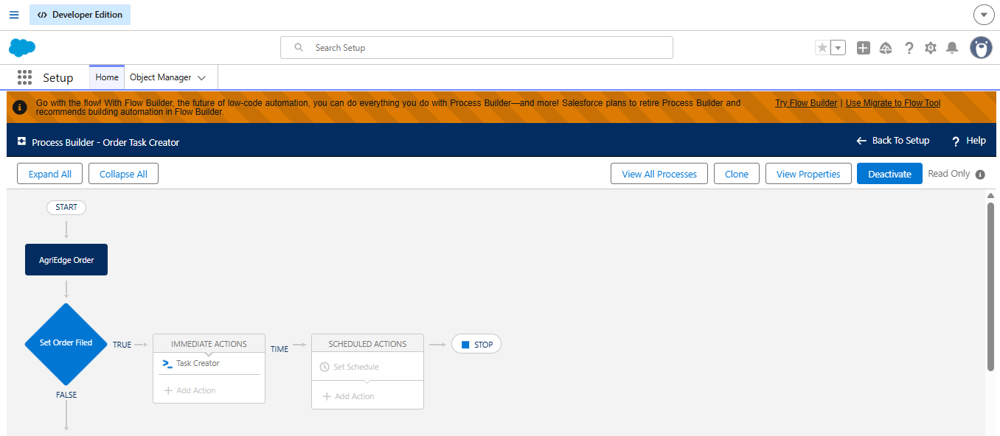 Developer Edition
Search Setup
Setup
Home
Object Manager
Go with the flow! With Flow Builder, the future of low-code automation, you can do everything you do with Process Builder—and more! Salesforce plans to retire Process Builder and
recommends building automation in Flow Builder.
Try Flow Builder | Use Migrate to Flow Tool
Process Builder - Order Task Creator
Back To Setup
Help
Expand All
Collapse All
View All Processes
Clone
View Properties
Deactivate
Read Only
START
AgriEdge Order
Set Order Filed
TRUE
IMMEDIATE ACTIONS
Task Creator
Add Action
TIME
SCHEDULED ACTIONS
Set Schedule
Add Action
STOP
FALSE